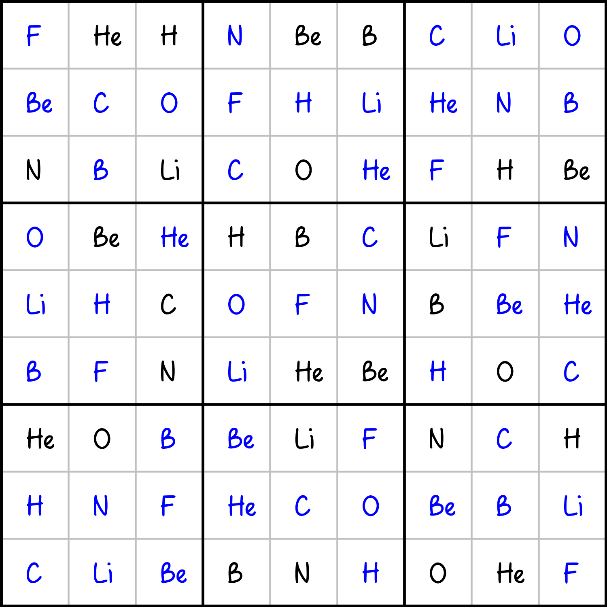 F He H N Be B C Li O
Be C O F H Li He N B
N B Li C O He F H Be
O Be He H B C Li F N
Li H C O F N B Be He
B F N Li He Be H O C
He O B Be Li F N C H
H N F He C O Be B Li
C Li Be B N H O He F